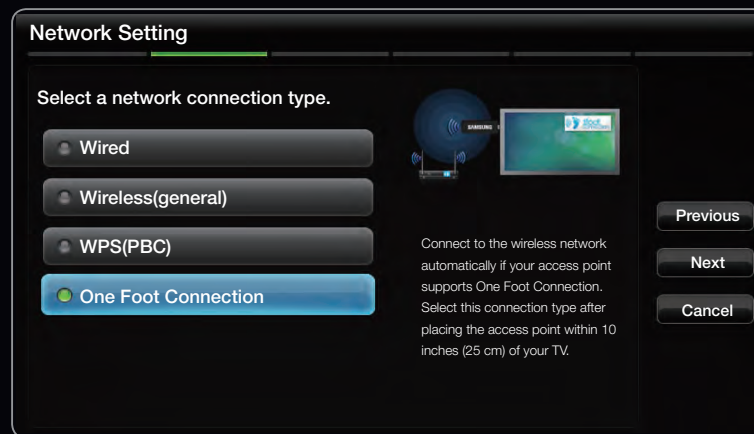 Network Setting
Select a network connection type.
Wired
Wireless(general)
WPS(PBC)
One Foot Connection
SAMSUNG
Connect to the wireless network
automatically if your access point
supports One Foot Connection.
Select this connection type after
placing the access point within 10
inches (25 cm) of your TV.
Previous
Next
Cancel